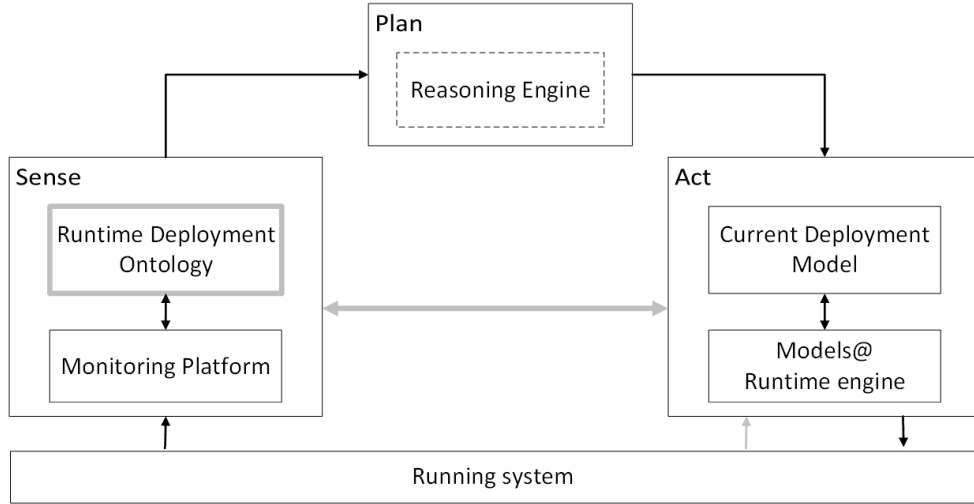 Plan
Reasoning Engine
Sense
Runtime Deployment
Ontology
Monitoring Platform
Act
Current Deployment
Model
Models@
Runtime engine
Running system